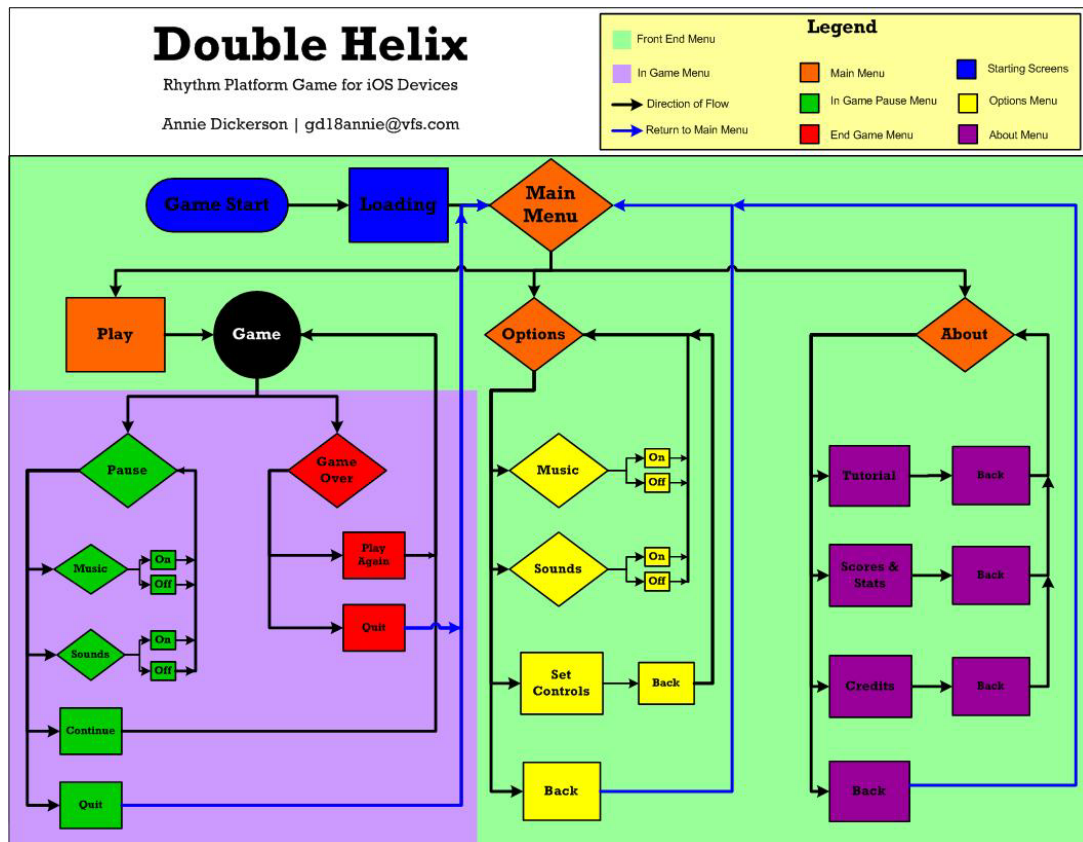 Double Helix
Rhythm Platform Game for iOS Devices
Annie Dickerson | gd18annie@vfs.com
Legend
Front End Menu
In Game Menu
Direction of Flow
Return to Main Menu
Main Menu
In Game Pause Menu
End Game Menu
Starting Screens
Options Menu
About Menu
Game Start
Loading
Main
Menu
Play
Game
Options
About
Pause
Music
On
Off
Sounds
On
Off
Continue
Quit
Game
Over
Play
Again
Quit
Music
On
Off
Sounds
On
Off
Set
Controls
Back
Back
Tutorial
Back
Scores &
Stats
Back
Credits
Back
Back